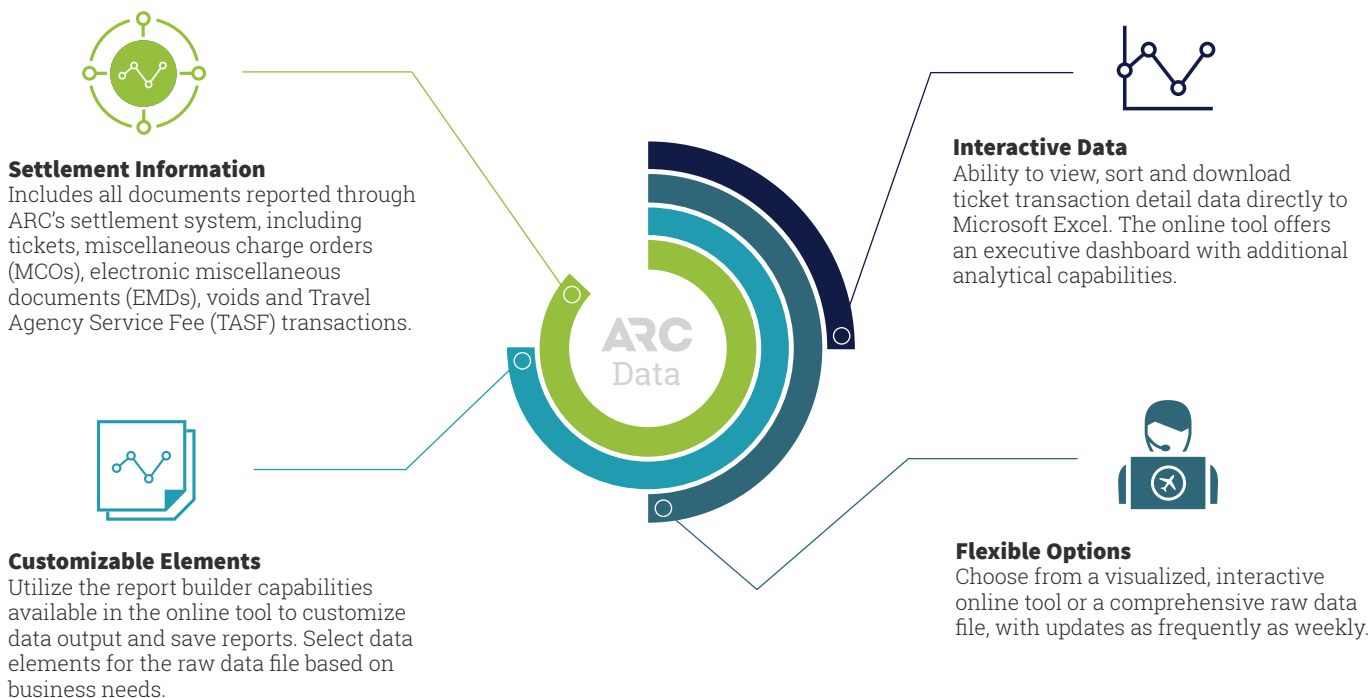 Settlement Information
Includes all documents reported through
ARC’s settlement system, including
tickets, miscellaneous charge orders
(MCOs), electronic miscellaneous
documents (EMDs), voids and Travel
Agency Service Fee (TASF) transactions.
Interactive Data
Ability to view, sort and download
ticket transaction detail data directly to
Microsoft Excel. The online tool offers
an executive dashboard with additional
analytical capabilities.
ARC
Data
Customizable Elements
Utilize the report builder capabilities
available in the online tool to customize
data output and save reports. Select data
elements for the raw data file based on
business needs.
Flexible Options
Choose from a visualized, interactive
online tool or a comprehensive raw data
file, with updates as frequently as weekly.